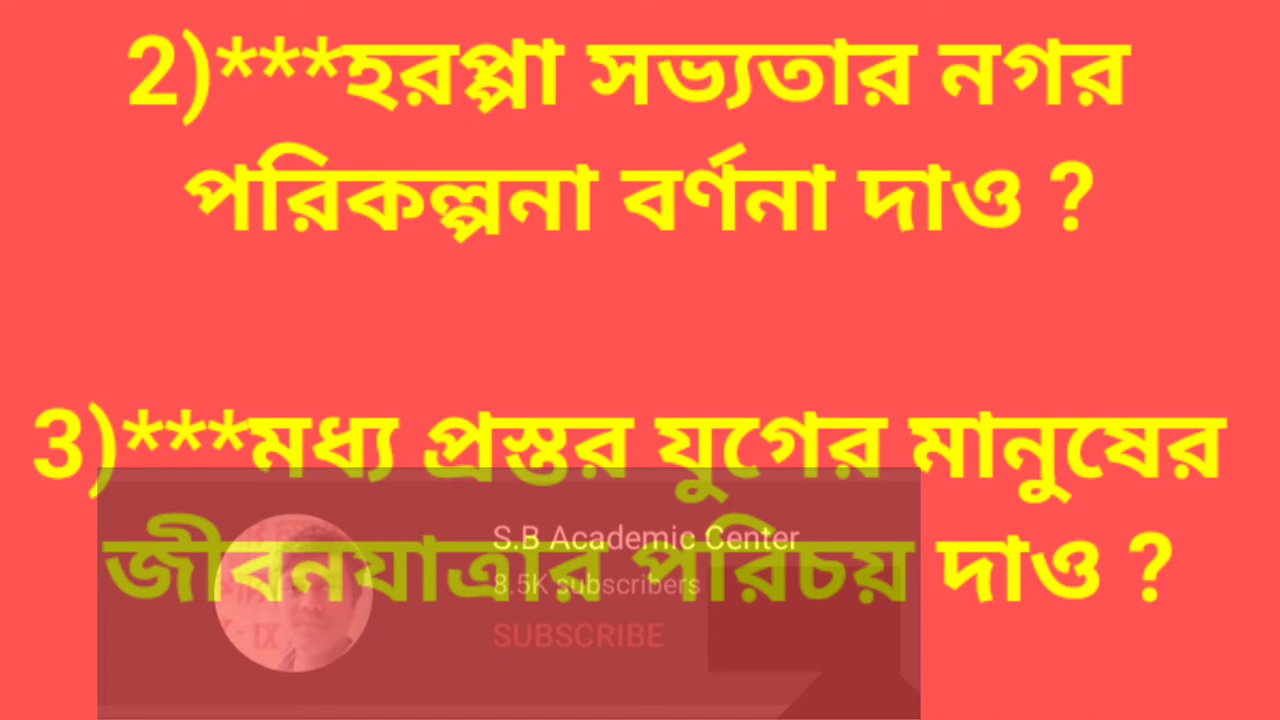 2)***হরপ্পা সভ্যতার নগর
পরিকল্পনা বর্ণনা দাও ?
3)***মধ্য প্রস্তর যুগের মানুষের
জীবনযাত্রার পরিচয় দাও ?
S.B Academic Center
8.5K subscribers
SUBSCRIBE